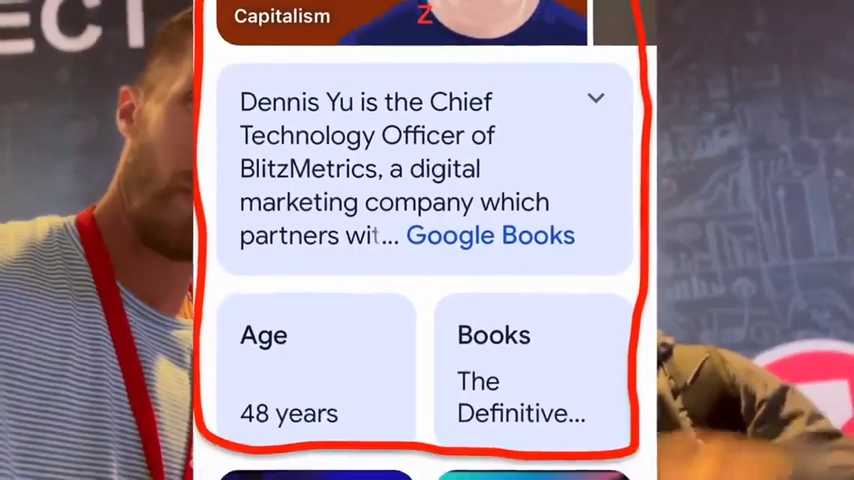 ECT
Capitalism
Z
Dennis Yu is the Chief
Technology Officer of
BlitzMetrics, a digital
marketing company which
partners wit... Google Books
Age
Books
48 years
The
Definitive...